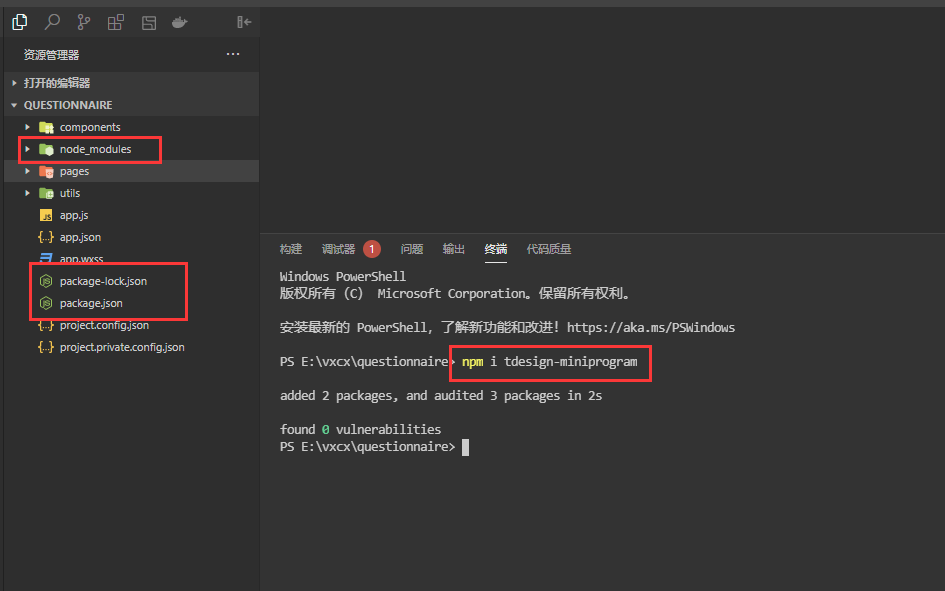 资源管理器
打开的编辑器
QUESTIONNAIRE
components
node_modules
pages
utils
app.js
app.json
app.wxss
package-lock.json
package.json
project.config.json
project.private.config.json
构建 调试器 1 问题 输出 终端 代码质量
Windows PowerShell
版权所有 (C) Microsoft Corporation。保留所有权利。
安装最新的 PowerShell,了解新功能和改进!https://aka.ms/PSWindows
PS E:\vxcx\questionnaire> npm i tdesign-miniprogram
added 2 packages, and audited 3 packages in 2s
found 0 vulnerabilities
PS E:\vxcx\questionnaire>